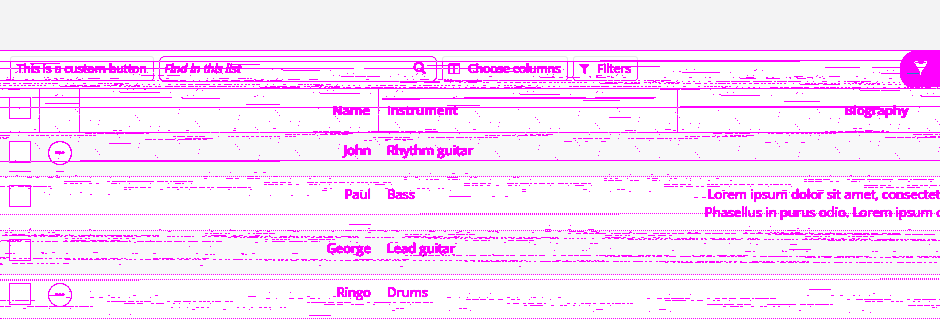 This is a custom button Find in this list Choose columns Filters
Name Instrument Biography
John Rhythm guitar
Paul Bass Lorem ipsum dolor sit amet, consectet
Phasellus in purus odio. Lorem ipsum
George Lead guitar
Ringo Drums